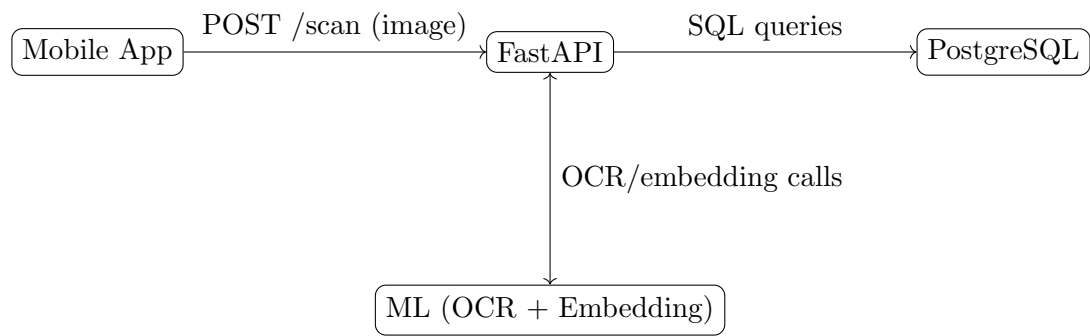 POST /scan (image)
SQL queries
Mobile App
FastAPI
PostgreSQL
OCR/embedding calls
ML (OCR + Embedding)